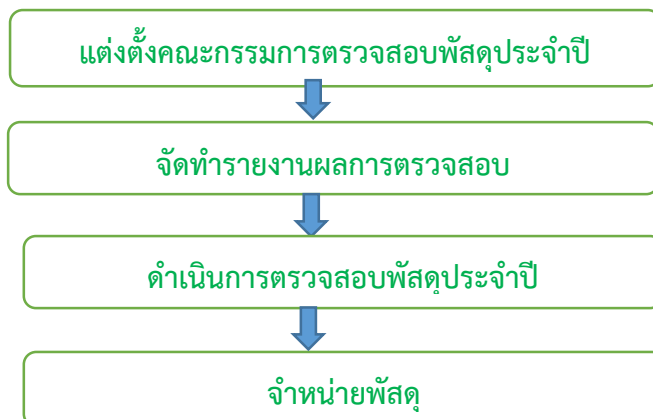 แต่งตั้งคณะกรรมการตรวจสอบพัสดุประจำปี
จัดทำรายงานผลการตรวจสอบ
ดำเนินการตรวจสอบพัสดุประจำปี
จำหน่ายพัสดุ